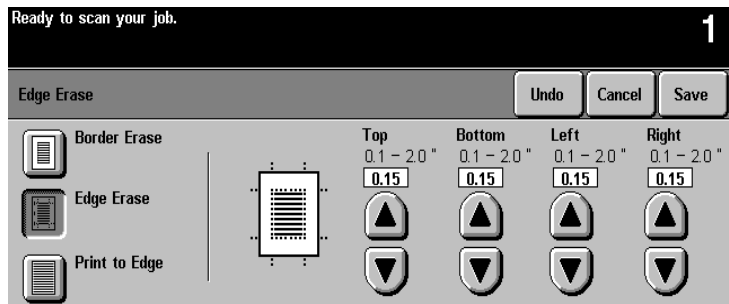 Ready to scan your job.
1
Edge Erase
Undo Cancel Save
Border Erase
Edge Erase
Print to Edge
Top Bottom Left Right
0.1 – 2.0 " 0.1 – 2.0 " 0.1 – 2.0 " 0.1 – 2.0 "
0.15 0.15 0.15 0.15